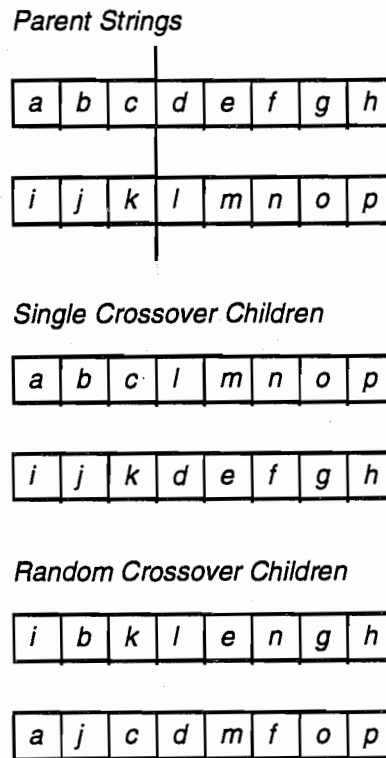 Parent Strings
a b c d e f g h
i j k l m n o p
Single Crossover Children
a b c l m n o p
i j k d e f g h
Random Crossover Children
i b k l e n g h
a j c d m f o p